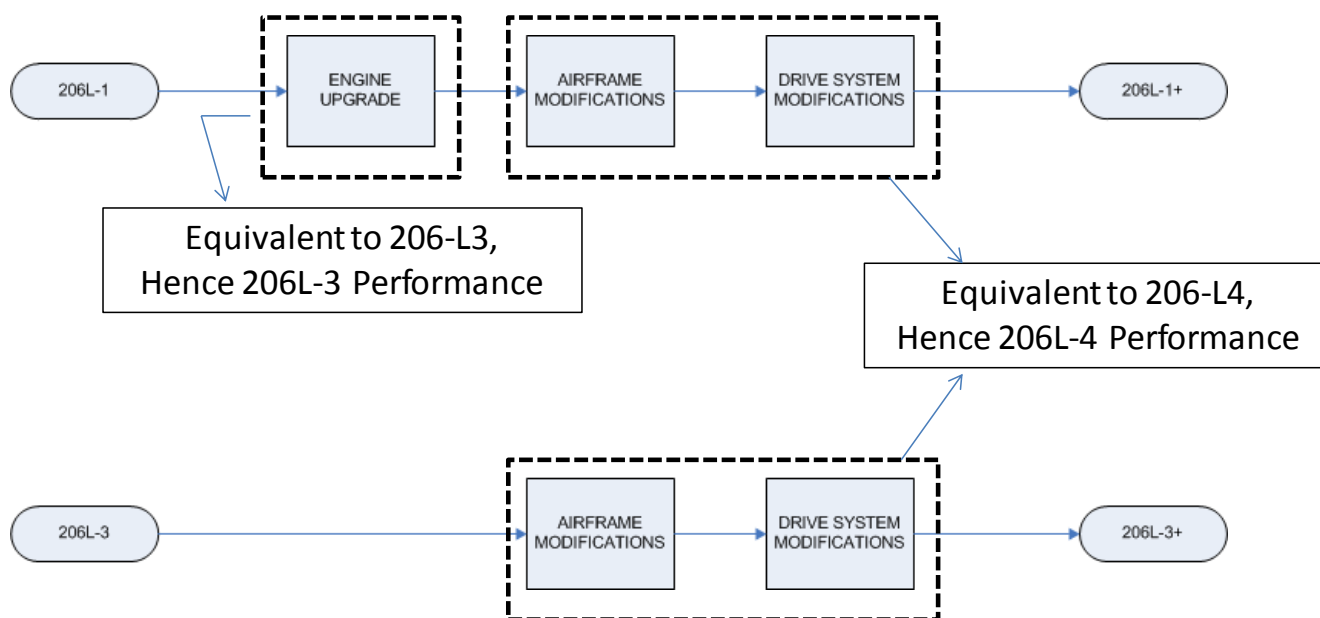 206L-1
ENGINE
UPGRADE
AIRFRAME
MODIFICATIONS
DRIVE SYSTEM
MODIFICATIONS
206L-1+
Equivalent to 206-L3,
Hence 206L-3 Performance
Equivalent to 206-L4,
Hence 206L-4 Performance
206L-3
AIRFRAME
MODIFICATIONS
DRIVE SYSTEM
MODIFICATIONS
206L-3+